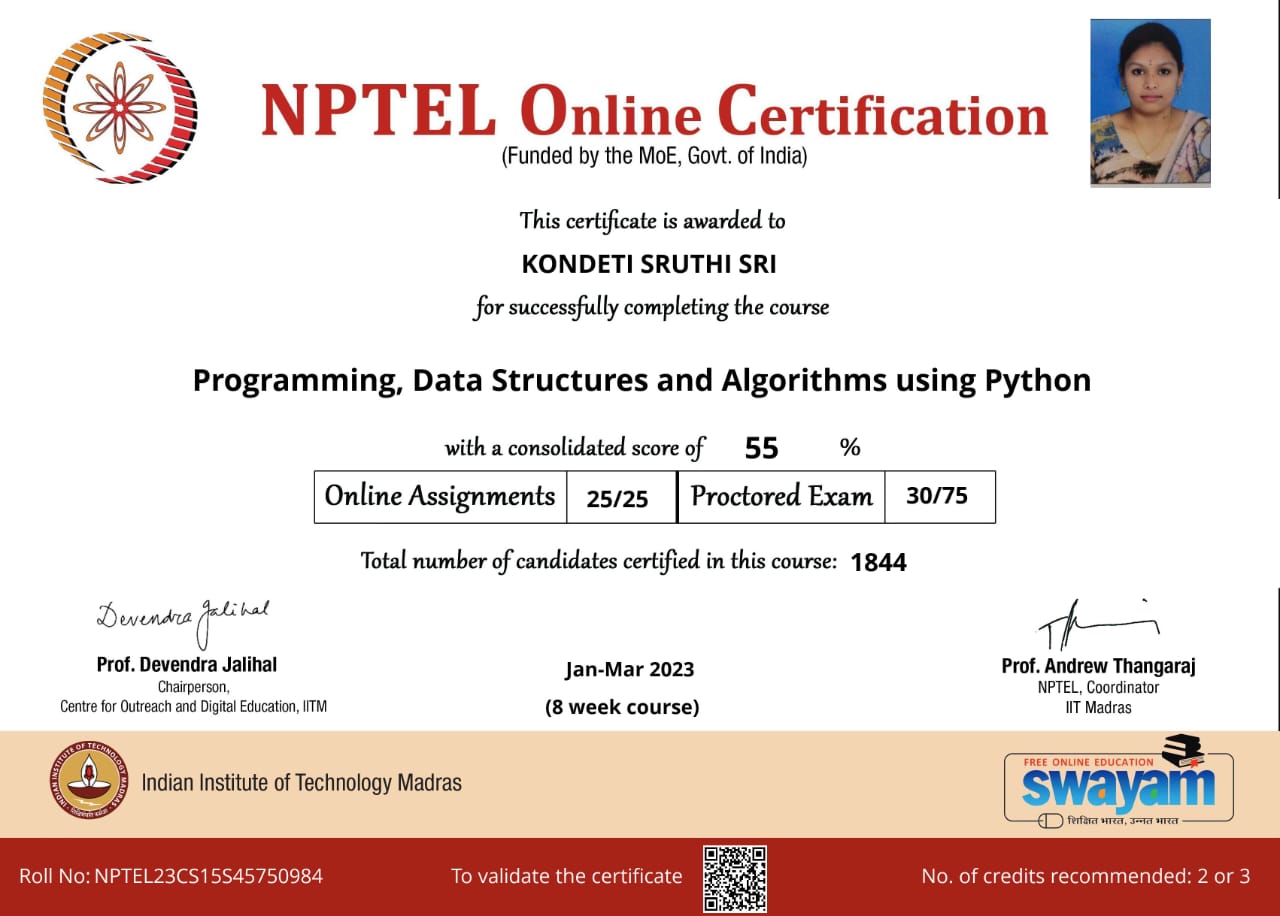 NPTEL Online Certification
(Funded by the MoE, Govt. of India)
This certificate is awarded to
KONDETI SRUTHI SRI
for successfully completing the course
Programming, Data Structures and Algorithms using Python
with a consolidated score of 55 %
Online Assignments 25/25 Proctored Exam 30/75
Total number of candidates certified in this course: 1844
Devendra Jalihal
Prof. Devendra Jalihal
Chairperson,
Centre for Outreach and Digital Education, IITM
Jan-Mar 2023
(8 week course)
Prof. Andrew Thangaraj
NPTEL, Coordinator
IIT Madras
INDIAN INSTITUTE OF TECHNOLOGY MADRAS
Indian Institute of Technology Madras
FREE ONLINE EDUCATION
swayam
शिक्षित भारत, उन्नत भारत
Roll No: NPTEL23CS15S45750984
To validate the certificate
No. of credits recommended: 2 or 3